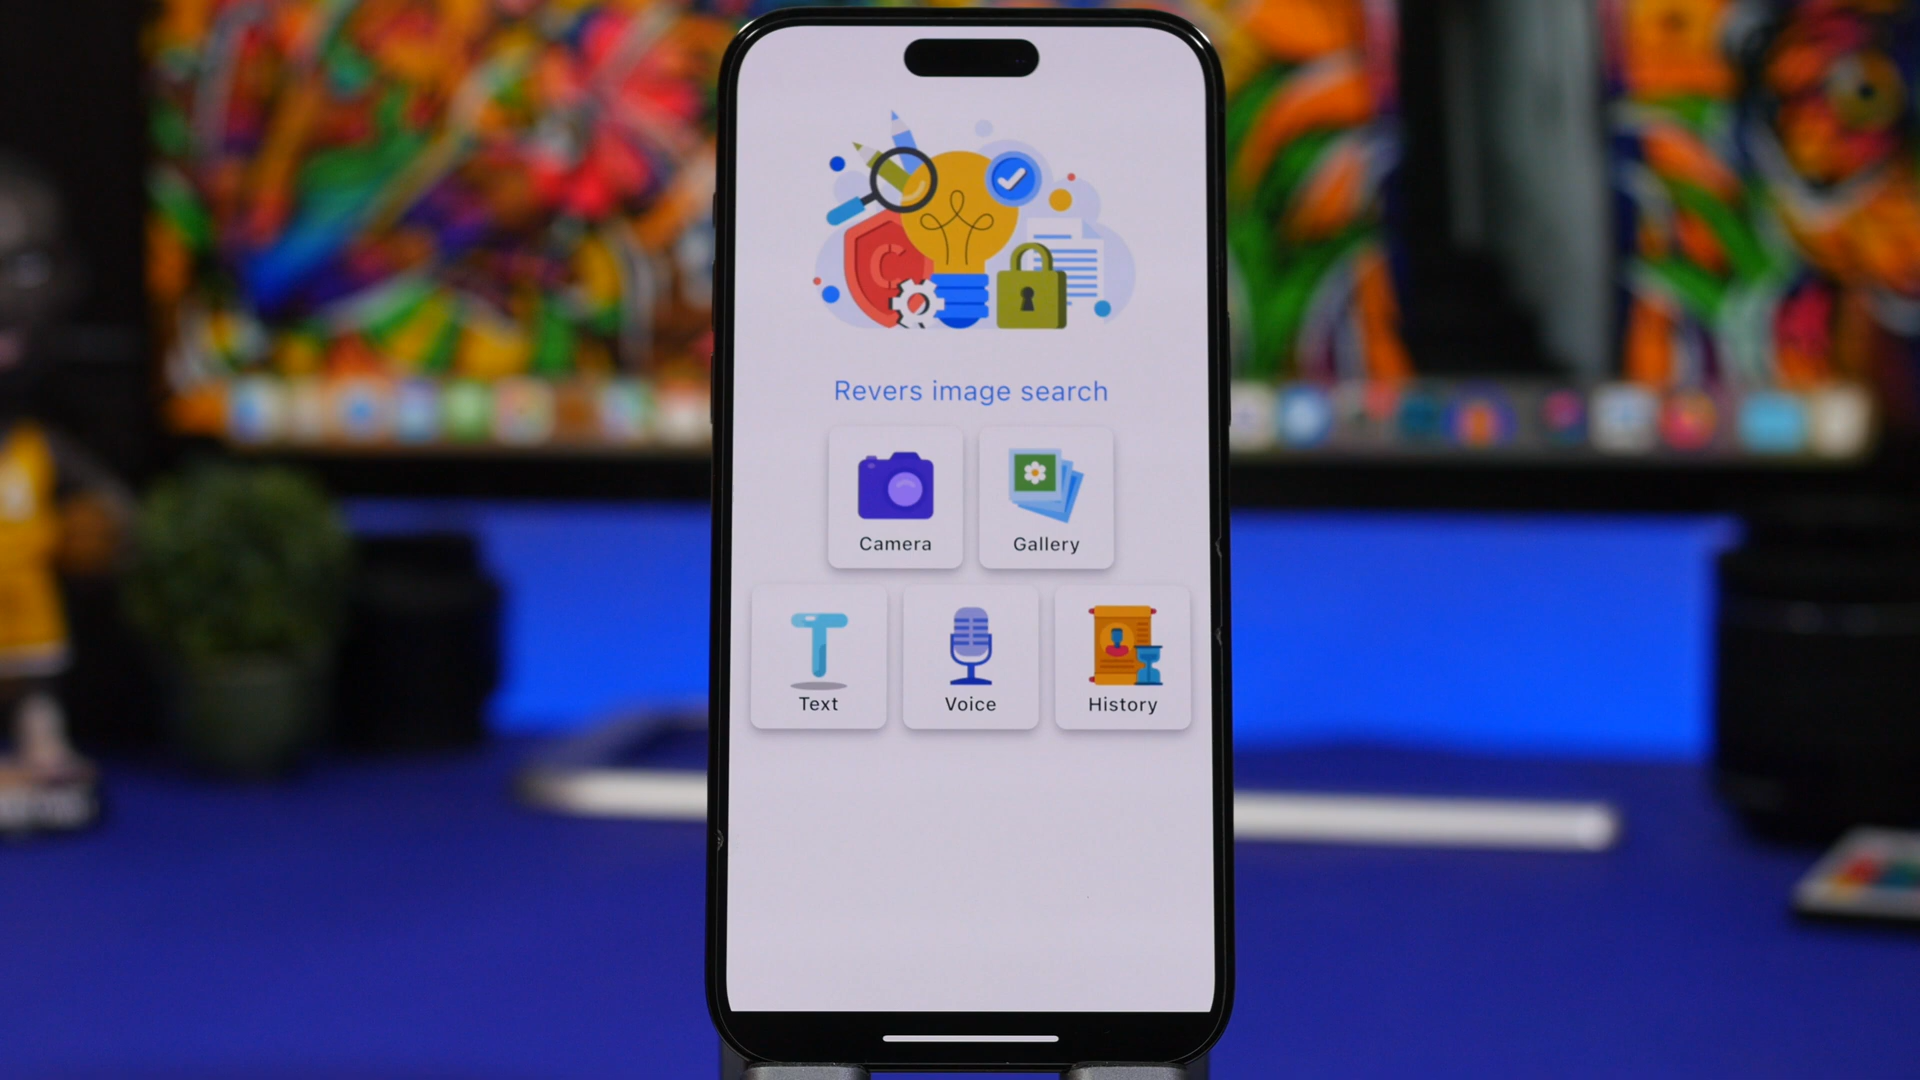 Revers image search
Camera
Gallery
Text
Voice
History